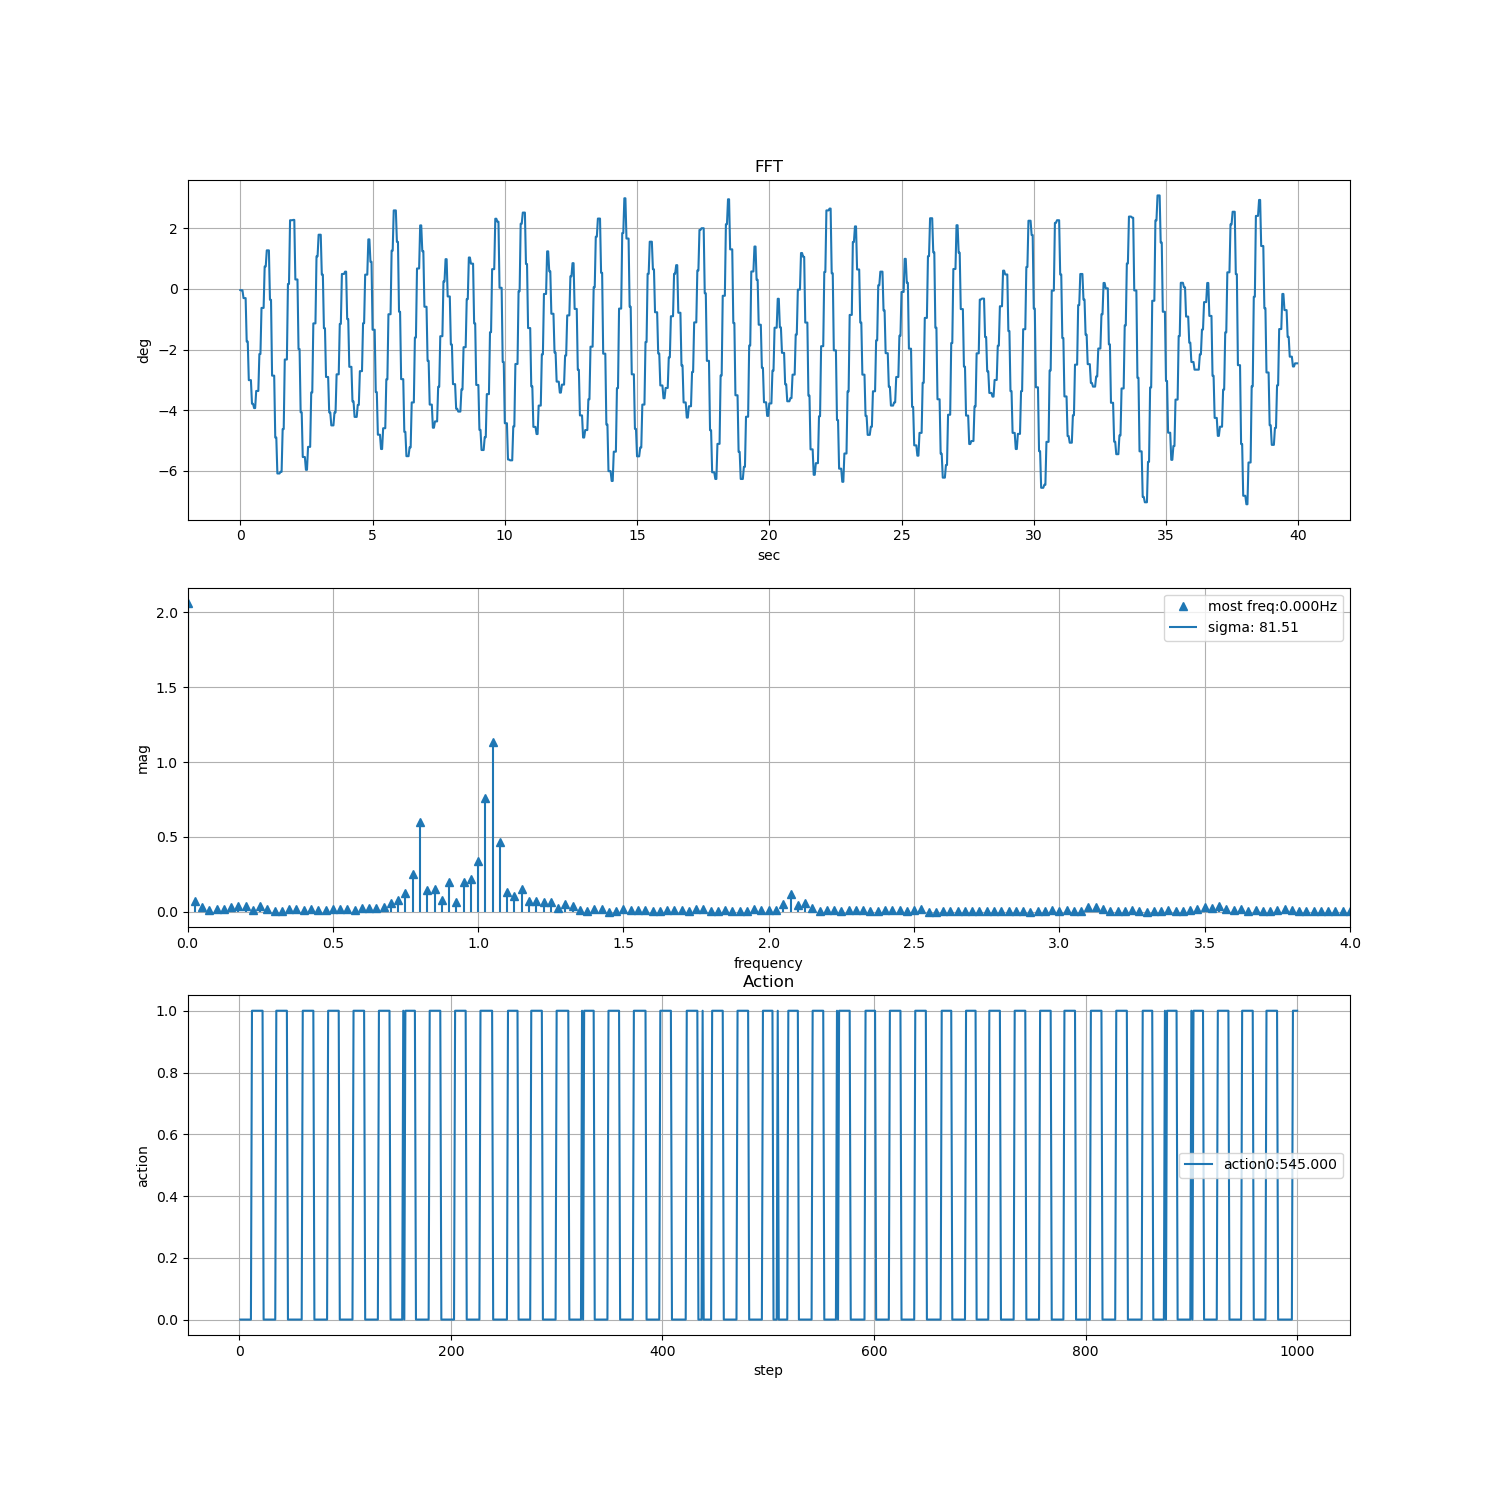 FFT
2
0
−2
−4
−6
deg
0 5 10 15 20 25 30 35 40
sec
most freq:0.000Hz
sigma: 81.51
2.0
1.5
1.0
0.5
0.0
mag
0.0 0.5 1.0 1.5 2.0 2.5 3.0 3.5 4.0
frequency
Action
1.0
0.8
0.6
0.4
0.2
0.0
action
action0:545.000
0 200 400 600 800 1000
step